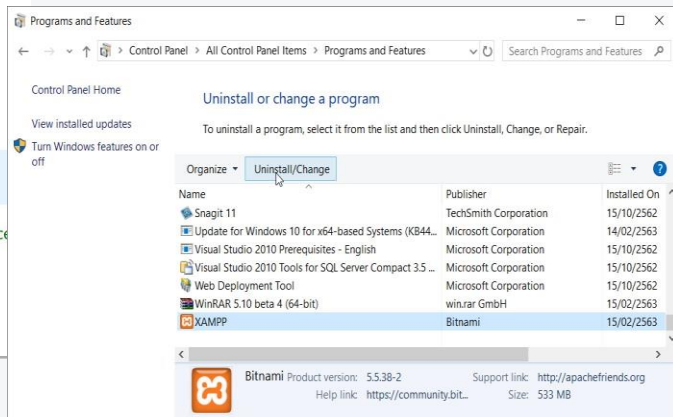 Programs and Features
Control Panel > All Control Panel Items > Programs and Features
Search Programs and Features
Control Panel Home
View installed updates
Turn Windows features on or
off
Uninstall or change a program
To uninstall a program, select it from the list and then click Uninstall, Change, or Repair.
Organize Uninstall/Change
Name Publisher Installed On
Snagit 11 TechSmith Corporation 15/10/2562
Update for Windows 10 for x64-based Systems (KB44... Microsoft Corporation 14/02/2563
Visual Studio 2010 Prerequisites - English Microsoft Corporation 15/10/2562
Visual Studio 2010 Tools for SQL Server Compact 3.5 ... Microsoft Corporation 15/10/2562
Web Deployment Tool Microsoft Corporation 15/10/2562
WinRAR 5.10 beta 4 (64-bit) win.rar GmbH 15/02/2563
XAMPP Bitnami 15/02/2563
Bitnami Product version: 5.5.38-2 Support link: http://apachefriends.org
Help link: https://community.bit... Size: 533 MB